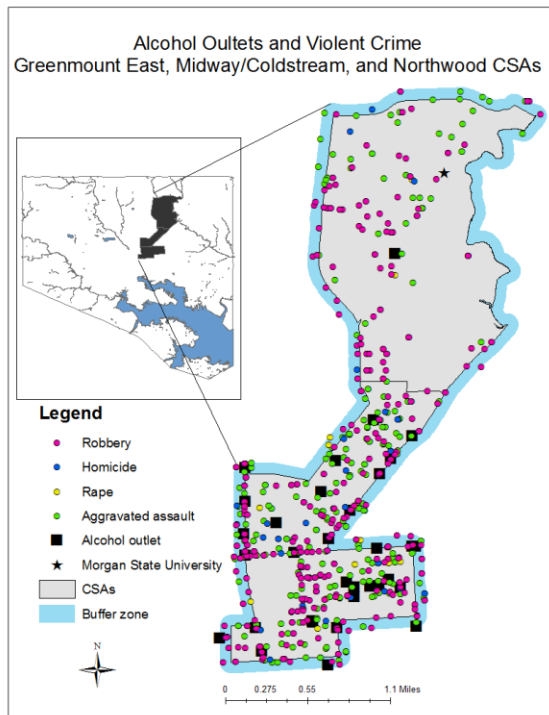 Alcohol Oultets and Violent Crime
Greenmount East, Midway/Coldstream, and Northwood CSAs
Legend
Robbery
Homicide
Rape
Aggravated assault
Alcohol outlet
Morgan State University
CSAs
Buffer zone
N
0 0.275 0.55 1.1 Miles